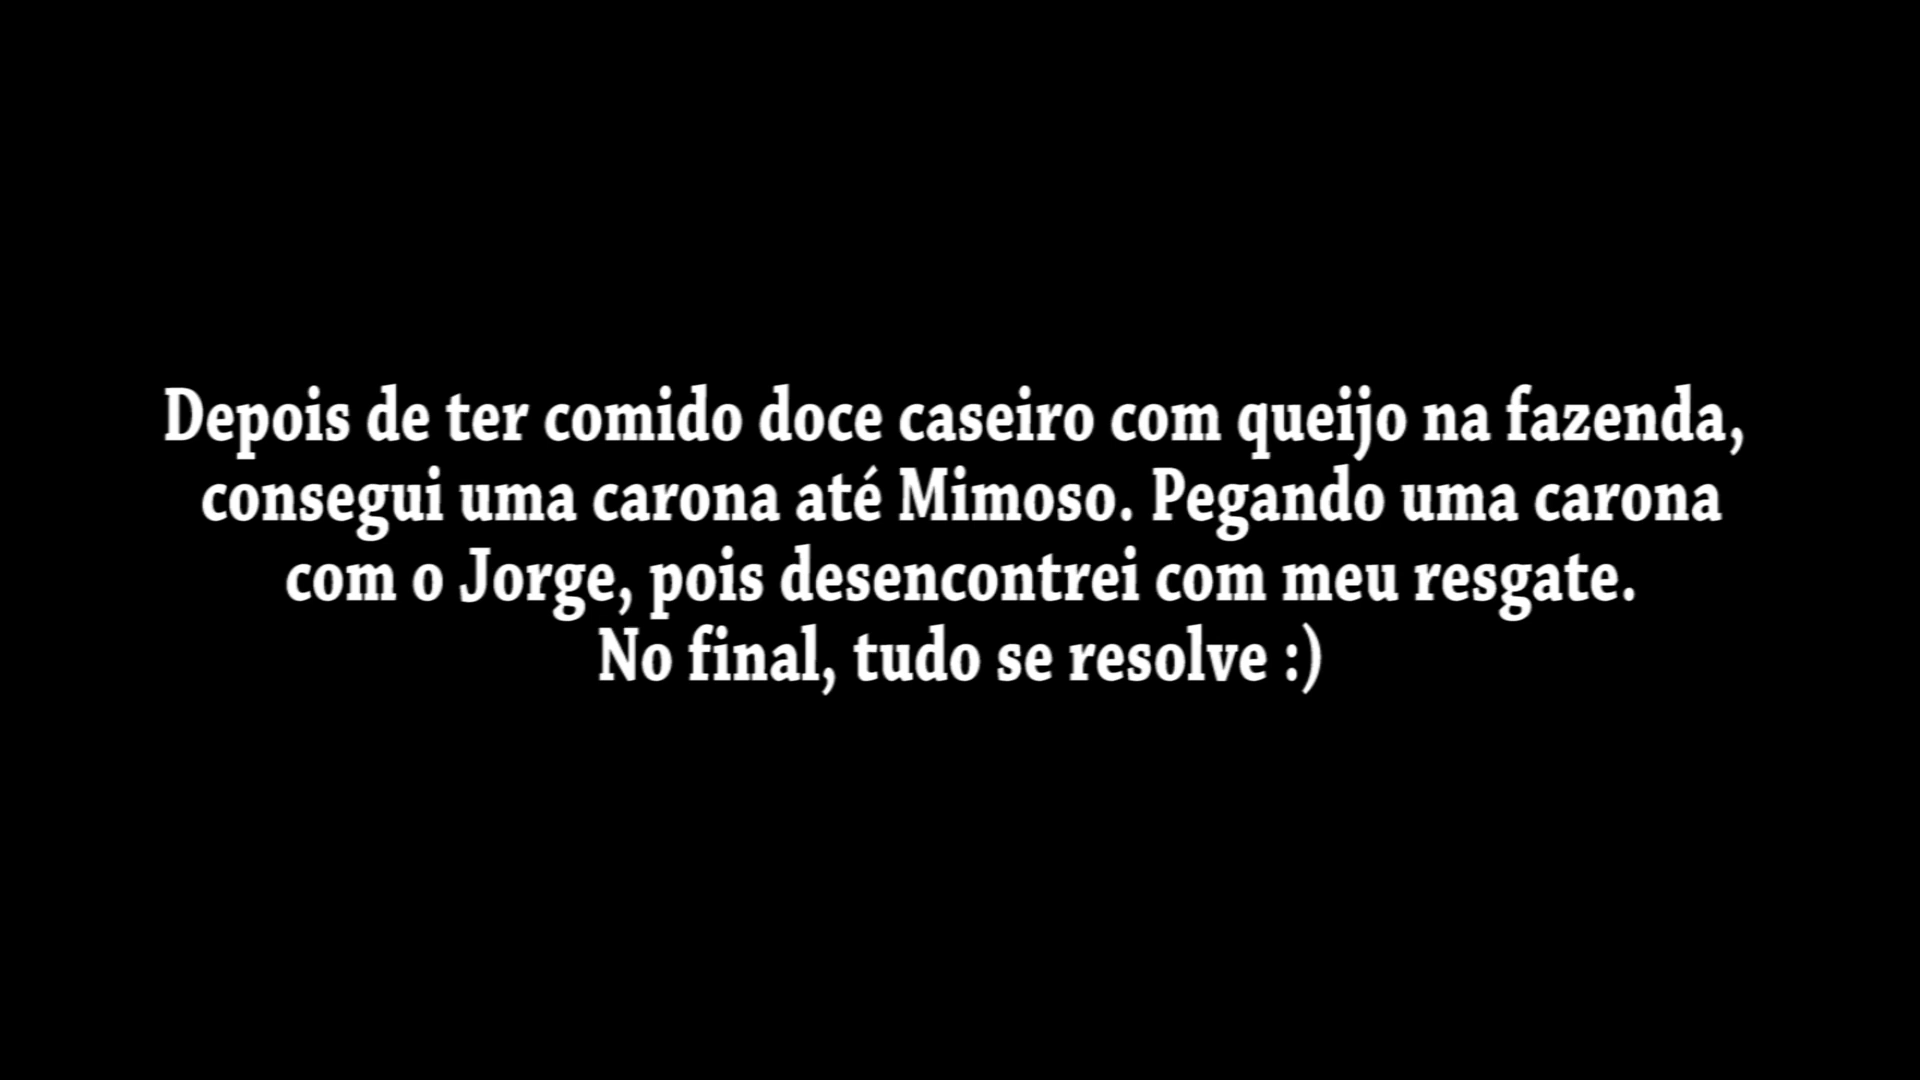 Depois de ter comido doce caseiro com queijo na fazenda,
consegui uma carona até Mimoso. Pegando uma carona
com o Jorge, pois desencontrei com meu resgate.
No final, tudo se resolve :)